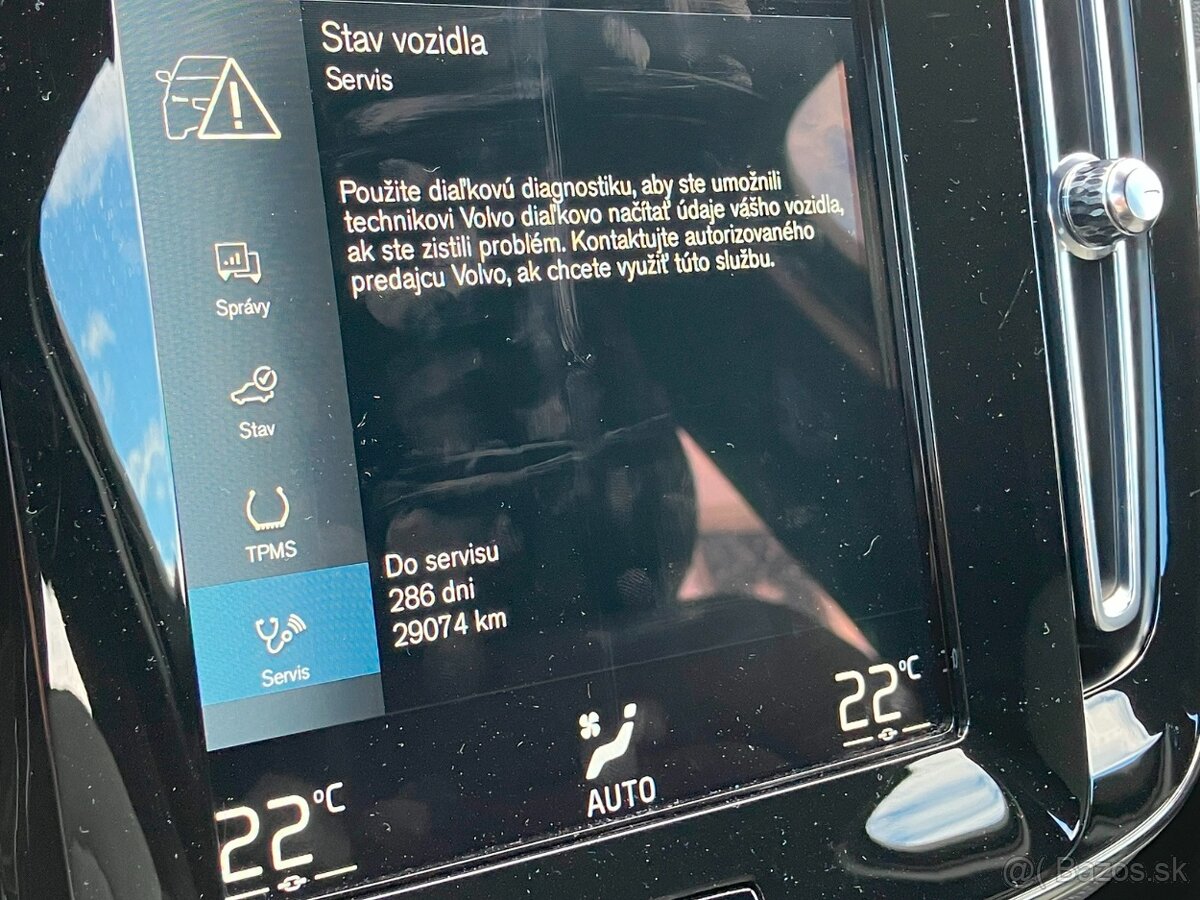 Stav vozidla
Servis
Použite diaľkovú diagnostiku, aby ste umožnili
technikovi Volvo diaľkovo načítať údaje vášho vozidla,
ak ste zistili problém. Kontaktujte autorizovaného
predajcu Volvo, ak chcete využiť túto službu.
Správy
Stav
TPMS
Servis
Do servisu
286 dni
29074 km
22°C
AUTO
22°C
@( Bazos.sk